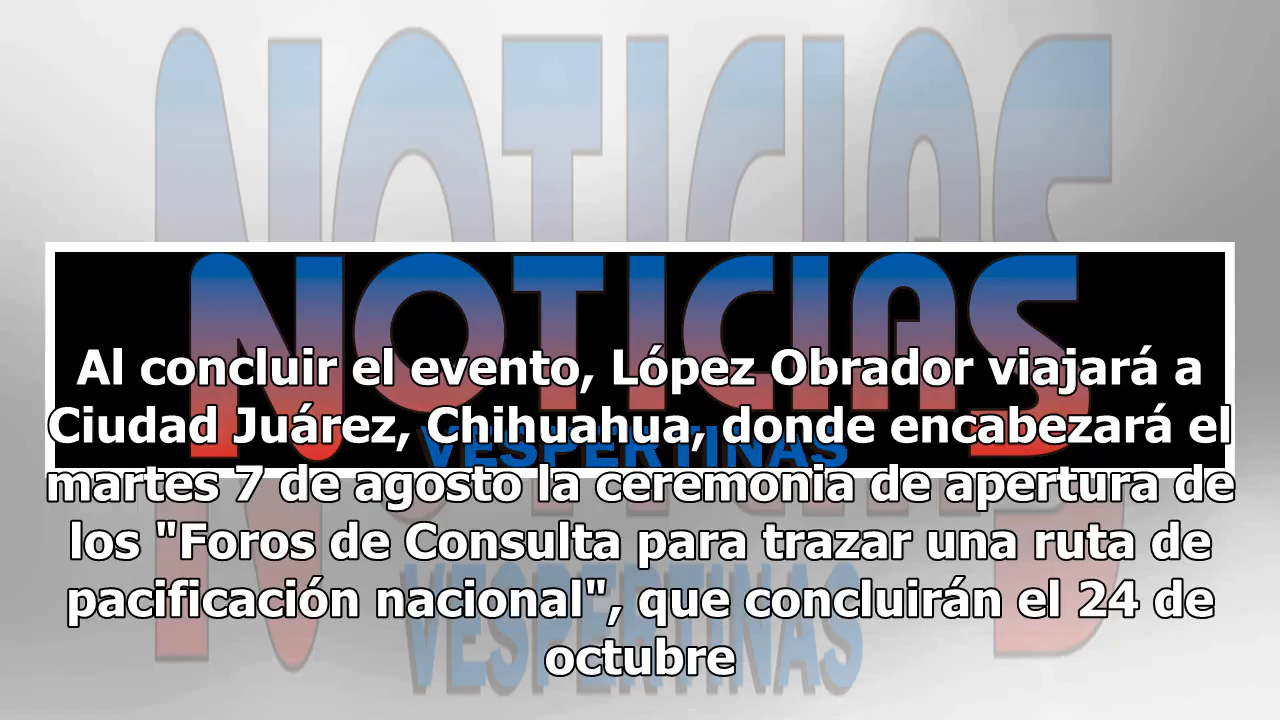 NOTICIAS
VESPERTINAS
NOTICIAS
VESPERTINAS
Al concluir el evento, López Obrador viajará a
Ciudad Juárez, Chihuahua, donde encabezará el
martes 7 de agosto la ceremonia de apertura de
los "Foros de Consulta para trazar una ruta de
pacificación nacional", que concluirán el 24 de
octubre